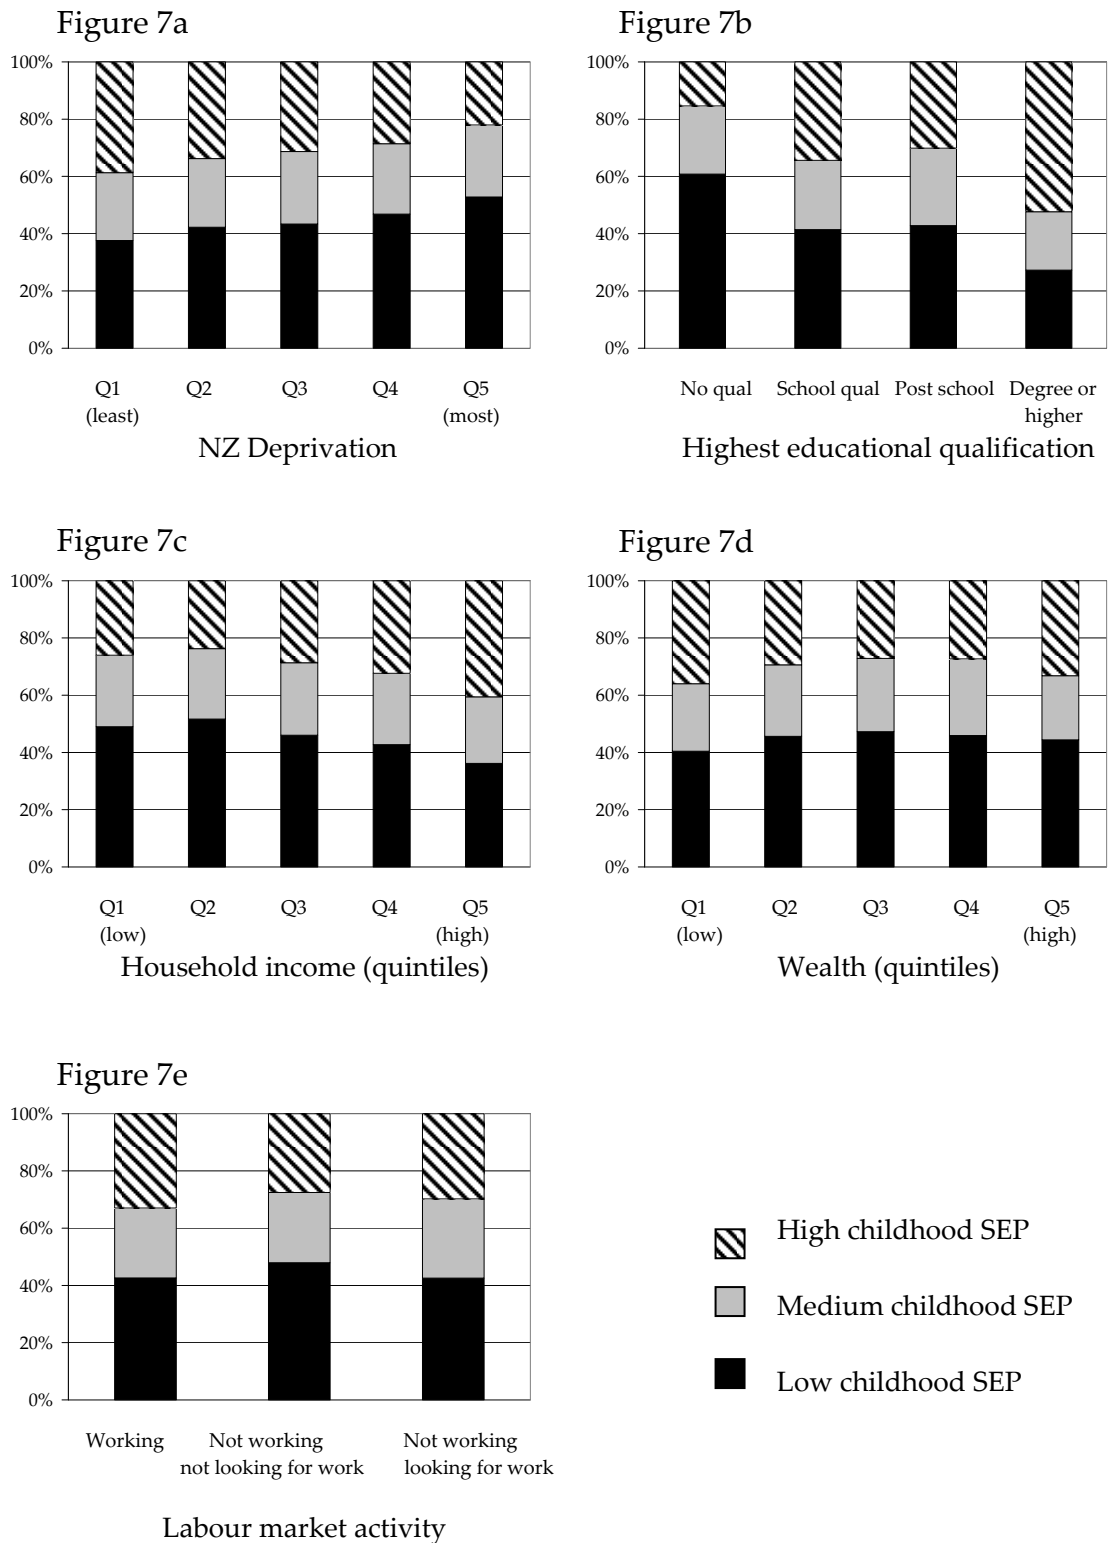 Figure 7a
100%
80%
60%
40%
20%
0%
Q1 Q2 Q3 Q4 Q5
(least) (most)
NZ Deprivation
Figure 7b
100%
80%
60%
40%
20%
0%
No qual School qual Post school Degree or
higher
Highest educational qualification
Figure 7c
100%
80%
60%
40%
20%
0%
Q1 Q2 Q3 Q4 Q5
(low) (high)
Household income (quintiles)
Figure 7d
100%
80%
60%
40%
20%
0%
Q1 Q2 Q3 Q4 Q5
(low) (high)
Wealth (quintiles)
Figure 7e
100%
80%
60%
40%
20%
0%
Working Not working Not working
not looking for work looking for work
Labour market activity
High childhood SEP
Medium childhood SEP
Low childhood SEP